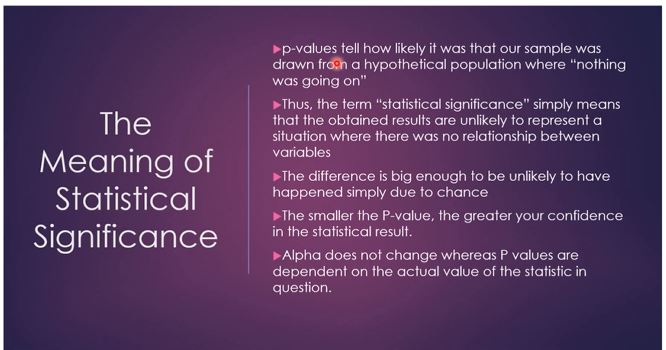 The
Meaning of
Statistical
Significance
p-values tell how likely it was that our sample was
drawn from a hypothetical population where “nothing
was going on”
Thus, the term “statistical significance” simply means
that the obtained results are unlikely to represent a
situation where there was no relationship between
variables
The difference is big enough to be unlikely to have
happened simply due to chance
The smaller the P-value, the greater your confidence
in the statistical result.
Alpha does not change whereas P values are
dependent on the actual value of the statistic in
question.